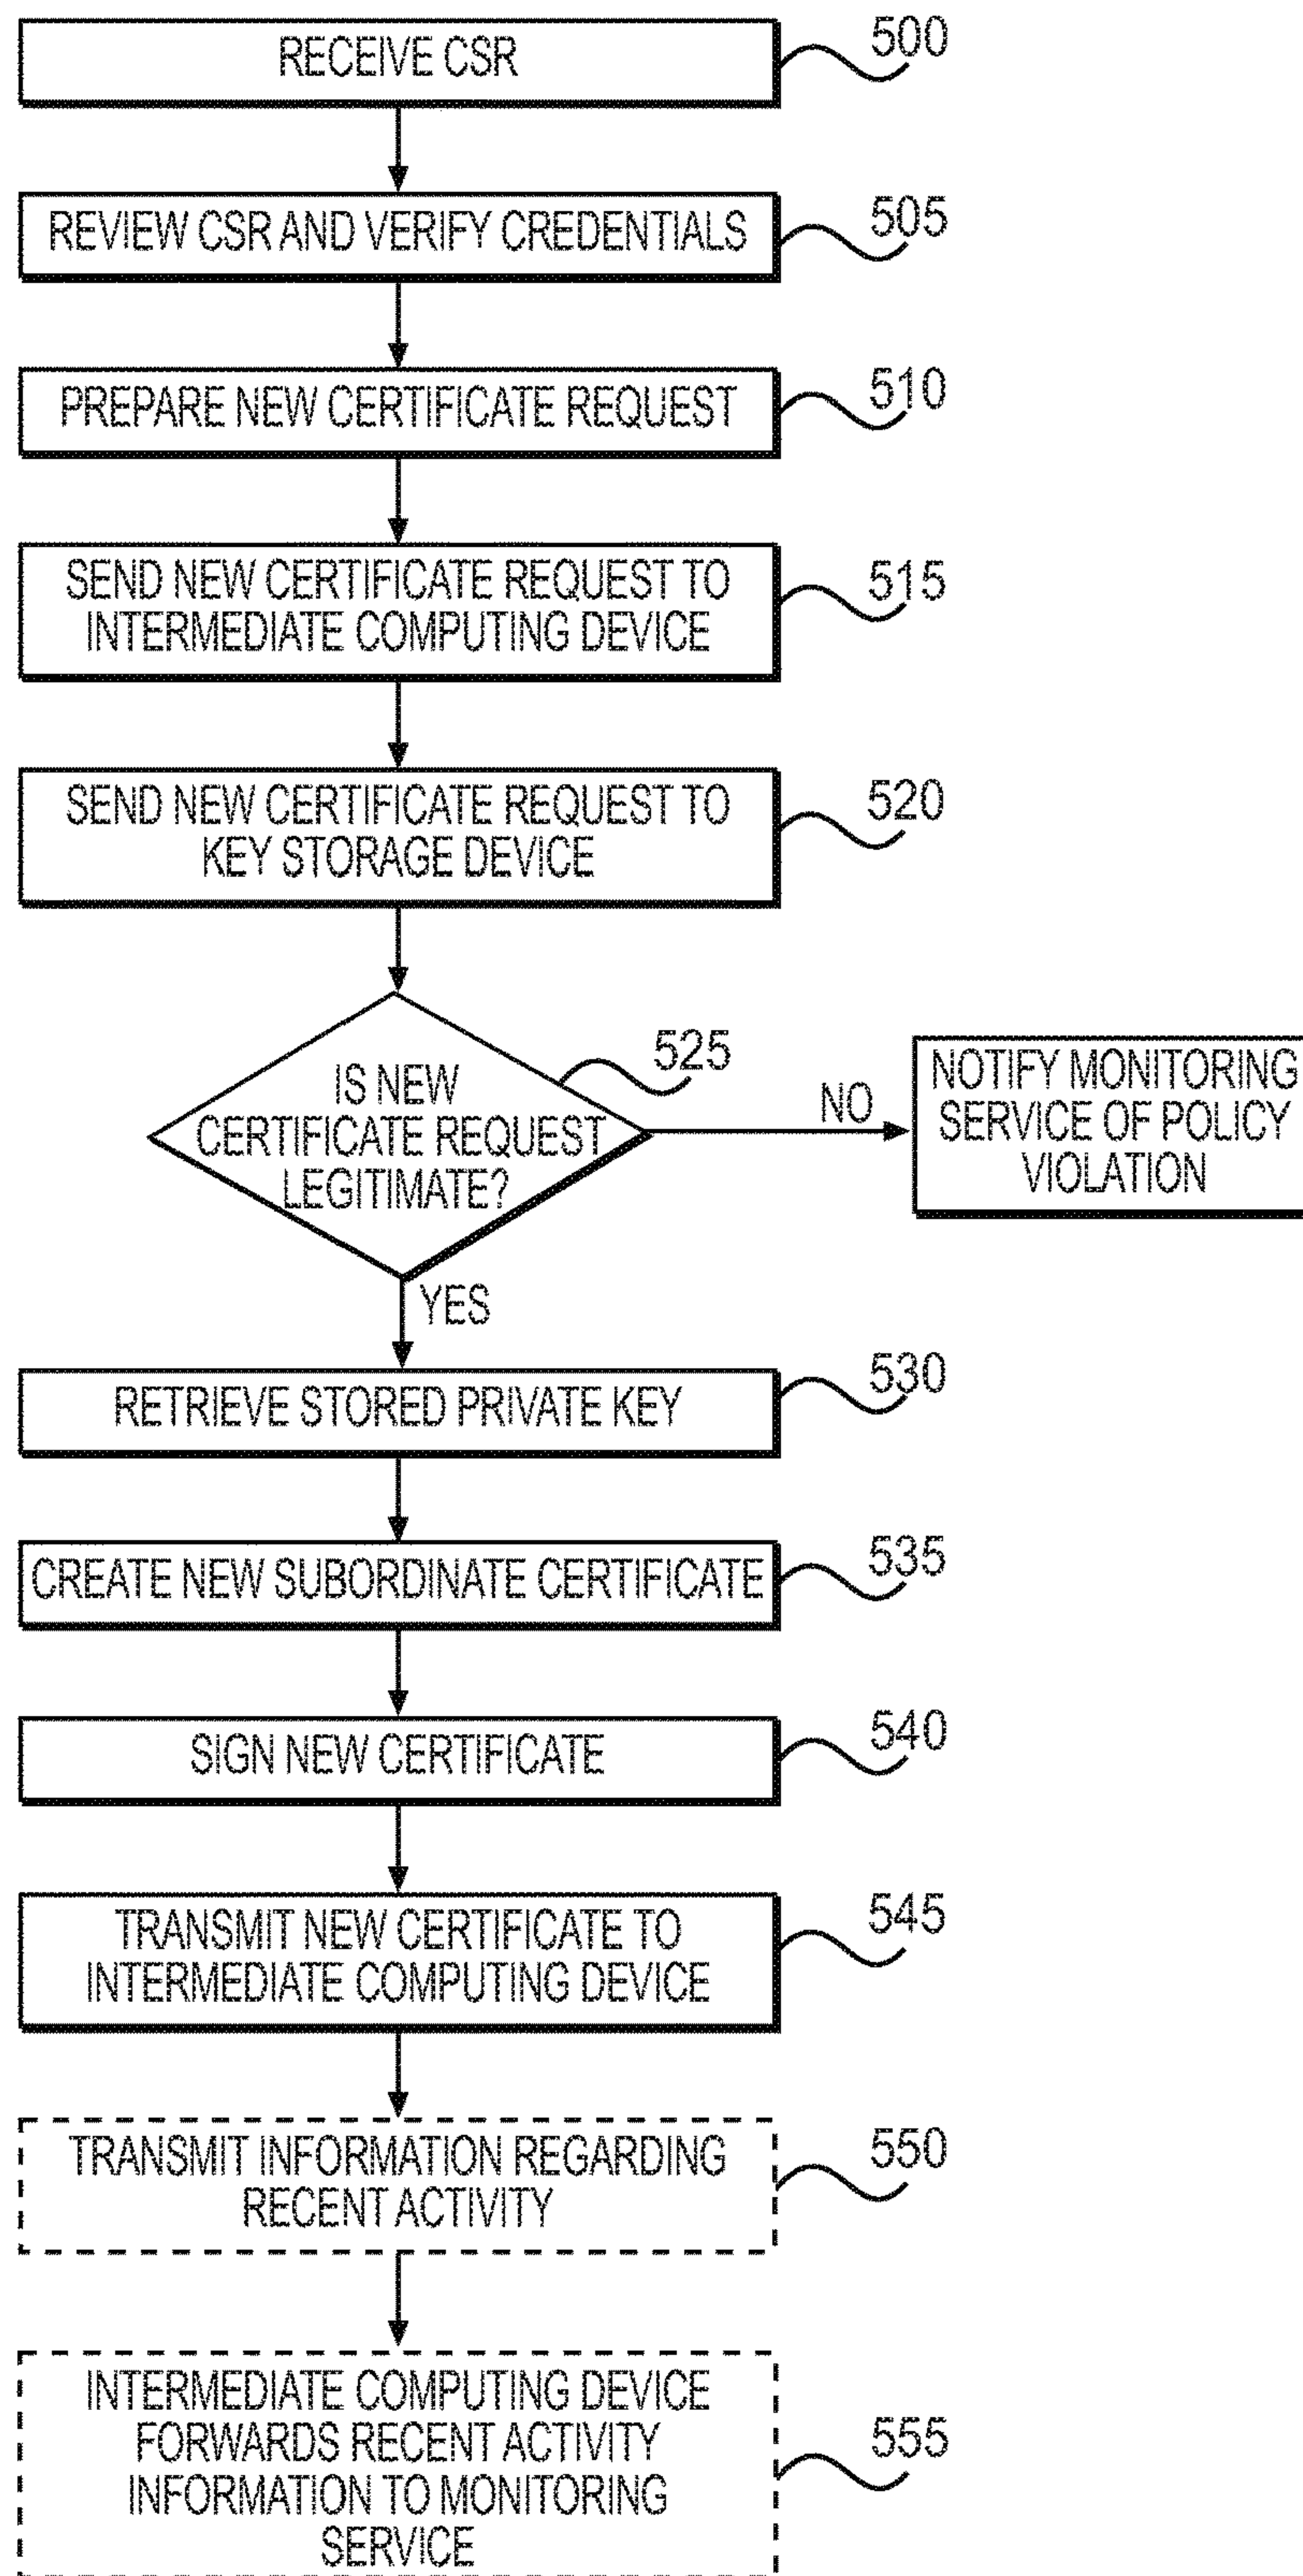 RECEIVE CSR
500
REVIEW CSR AND VERIFY CREDENTIALS
505
PREPARE NEW CERTIFICATE REQUEST
510
SEND NEW CERTIFICATE REQUEST TO
INTERMEDIATE COMPUTING DEVICE
515
SEND NEW CERTIFICATE REQUEST TO
KEY STORAGE DEVICE
520
IS NEW
CERTIFICATE REQUEST
LEGITIMATE?
525
NO
NOTIFY MONITORING
SERVICE OF POLICY
VIOLATION
YES
RETRIEVE STORED PRIVATE KEY
530
CREATE NEW SUBORDINATE CERTIFICATE
535
SIGN NEW CERTIFICATE
540
TRANSMIT NEW CERTIFICATE TO
INTERMEDIATE COMPUTING DEVICE
545
TRANSMIT INFORMATION REGARDING
RECENT ACTIVITY
550
INTERMEDIATE COMPUTING DEVICE
FORWARDS RECENT ACTIVITY
INFORMATION TO MONITORING
SERVICE
555